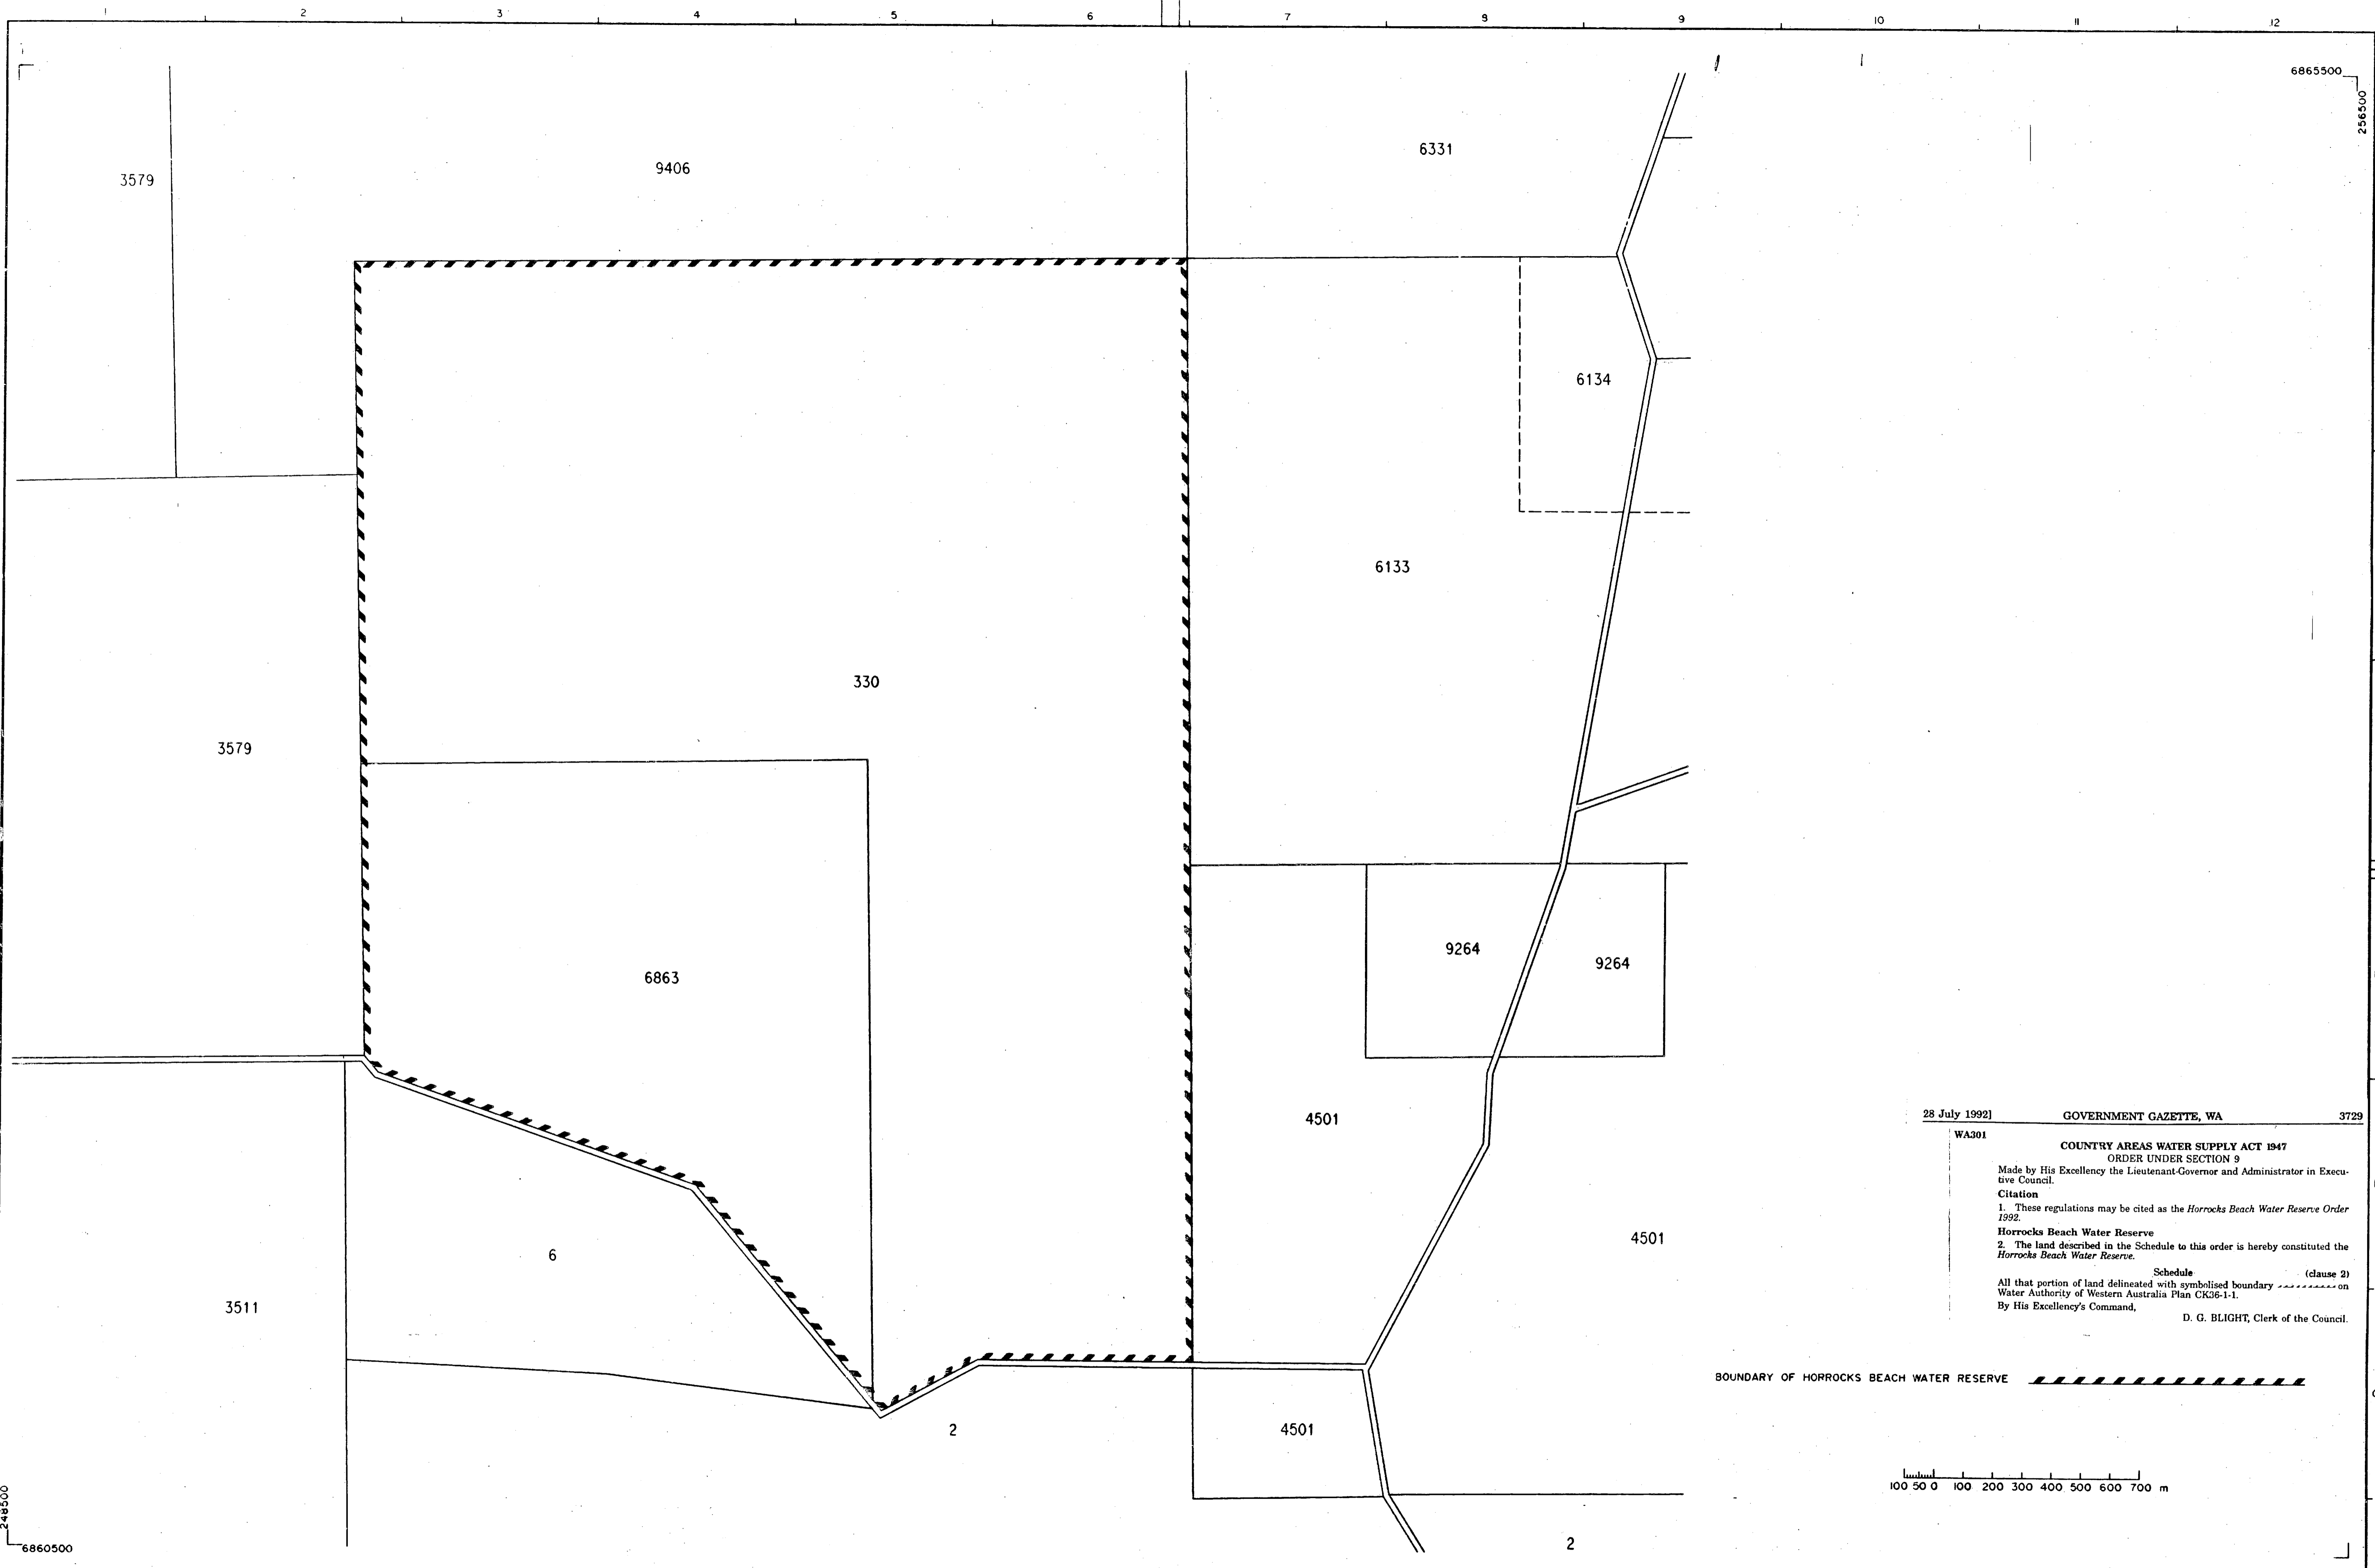 1 2 3 4 5 6 7 8 9 10 11 12
6865500
256500
6331
9406
3579
6134
6133
330
3579
9264
9264
6863
28 July 1992] GOVERNMENT GAZETTE, WA 3729
4501
WA301
COUNTRY AREAS WATER SUPPLY ACT 1947
ORDER UNDER SECTION 9
Made by His Excellency the Lieutenant-Governor and Administrator in Execu-
tive Council.
Citation
1. These regulations may be cited as the Horrocks Beach Water Reserve Order
1992.
Horrocks Beach Water Reserve
2. The land described in the Schedule to this order is hereby constituted the
Horrocks Beach Water Reserve.
Schedule (clause 2)
All that portion of land delineated with symbolised boundary on
Water Authority of Western Australia Plan CK36-1-1.
By His Excellency's Command,
D. G. BLIGHT, Clerk of the Council.
4501
6
3511
BOUNDARY OF HORROCKS BEACH WATER RESERVE
2
4501
100 50 0 100 200 300 400 500 600 700 m
248500
6860500
2